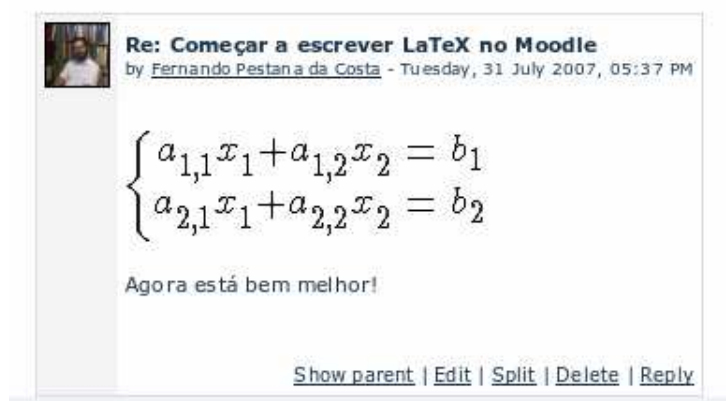 Re: Começar a escrever LaTeX no Moodle
by Fernando Pestana da Costa - Tuesday, 31 July 2007, 05:37 PM
a₁,₁x₁+a₁,₂x₂ = b₁
a₂,₁x₁+a₂,₂x₂ = b₂
Agora está bem melhor!
Show parent | Edit | Split | Delete | Reply